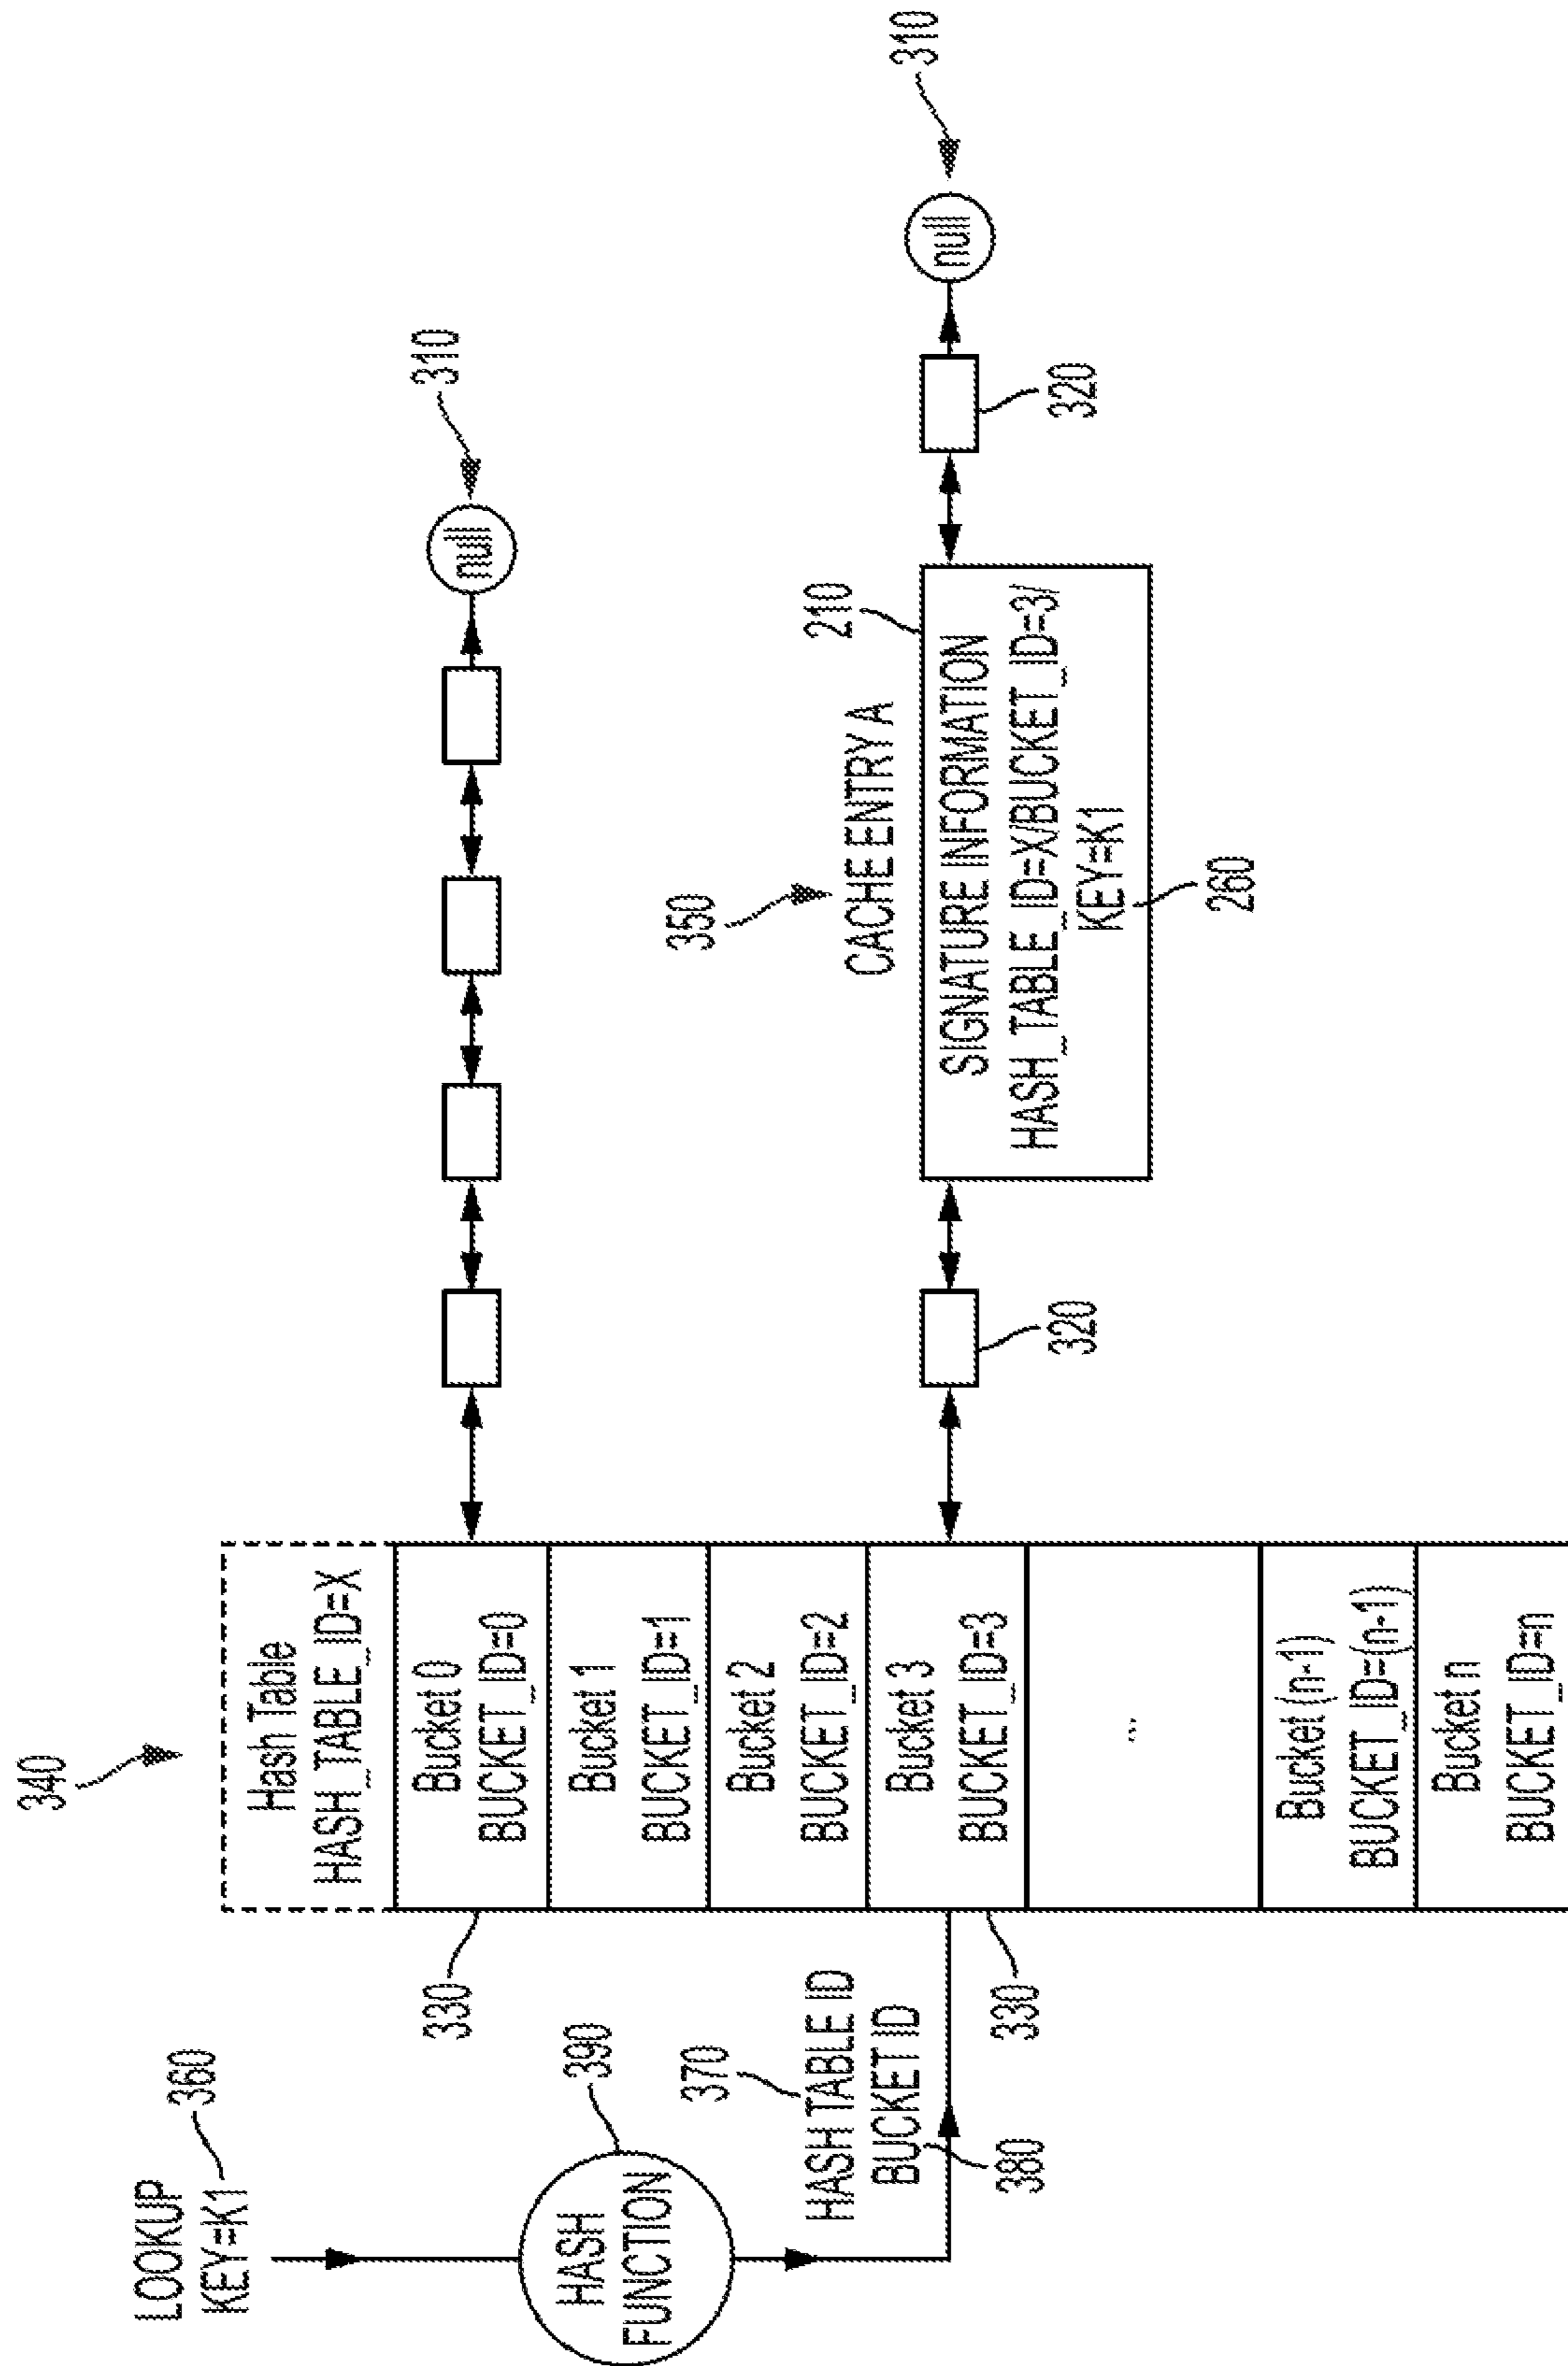 LOOKUP
KEY=K1
360
HASH
FUNCTION
390
370
HASH TABLE ID
BUCKET ID
380
340
Hash Table
HASH_TABLE_ID=X
Bucket 0
BUCKET_ID=0
330
Bucket 1
BUCKET_ID=1
Bucket 2
BUCKET_ID=2
Bucket 3
BUCKET_ID=3
330
...
Bucket (n-1)
BUCKET_ID=(n-1)
Bucket n
BUCKET_ID=n
null
310
320
350
CACHE ENTRY A
210
SIGNATURE INFORMATION
HASH_TABLE_ID=X/BUCKET_ID=3/
KEY=K1
260
320
null
310